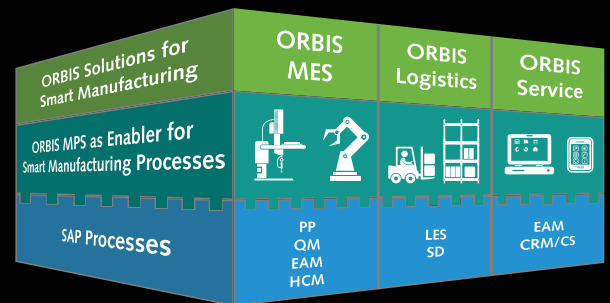 ORBIS Solutions for
Smart Manufacturing
ORBIS
MES
ORBIS
Logistics
ORBIS
Service
ORBIS MPS as Enabler for
Smart Manufacturing Processes
SAP Processes
PP
QM
EAM
HCM
LES
SD
EAM
CRM/CS